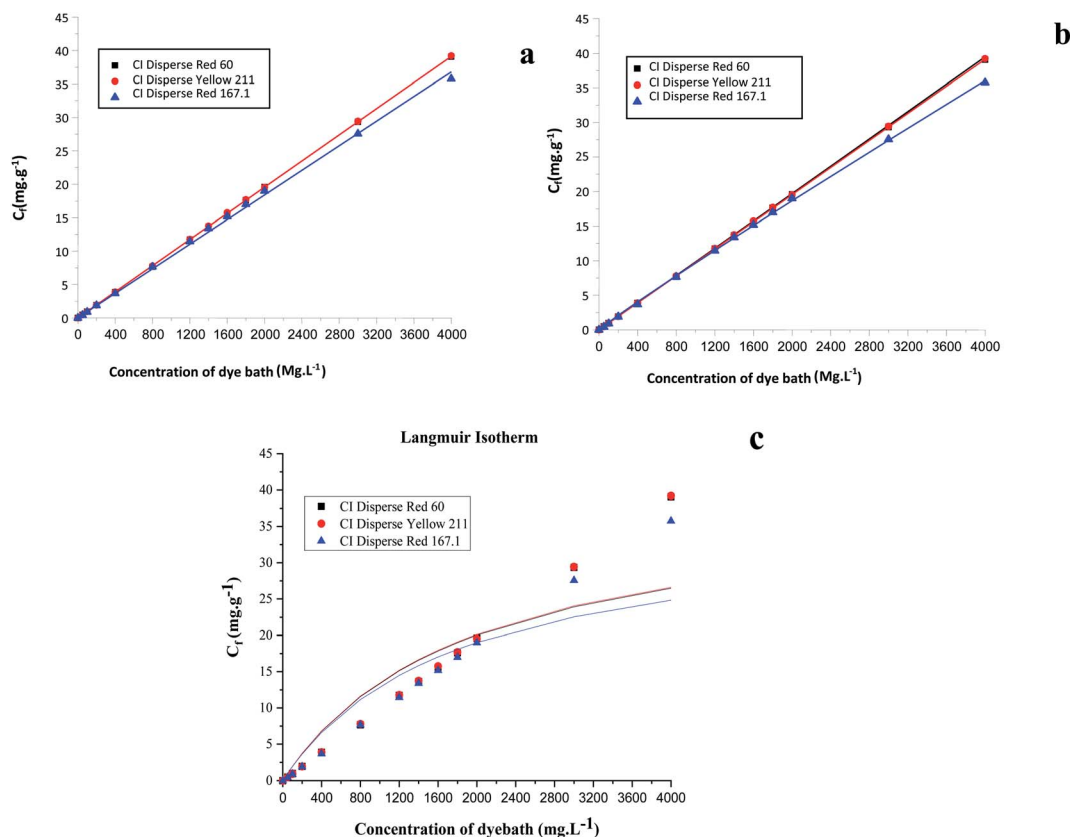 a
CI Disperse Red 60
CI Disperse Yellow 211
CI Disperse Red 167.1
Cf(mg.g-1)
45
40
35
30
25
20
15
10
5
0
0 400 800 1200 1600 2000 2400 2800 3200 3600 4000
Concentration of dye bath (Mg.L-1)
b
CI Disperse Red 60
CI Disperse Yellow 211
CI Disperse Red 167.1
Cf(mg.g-1)
45
40
35
30
25
20
15
10
5
0
0 400 800 1200 1600 2000 2400 2800 3200 3600 4000
Concentration of dye bath (Mg.L-1)
Langmuir Isotherm
c
CI Disperse Red 60
CI Disperse Yellow 211
CI Disperse Red 167.1
Cf (mg.g-1)
45
40
35
30
25
20
15
10
5
0
0 400 800 1200 1600 2000 2400 2800 3200 3600 4000
Concentration of dyebath (mg.L-1)